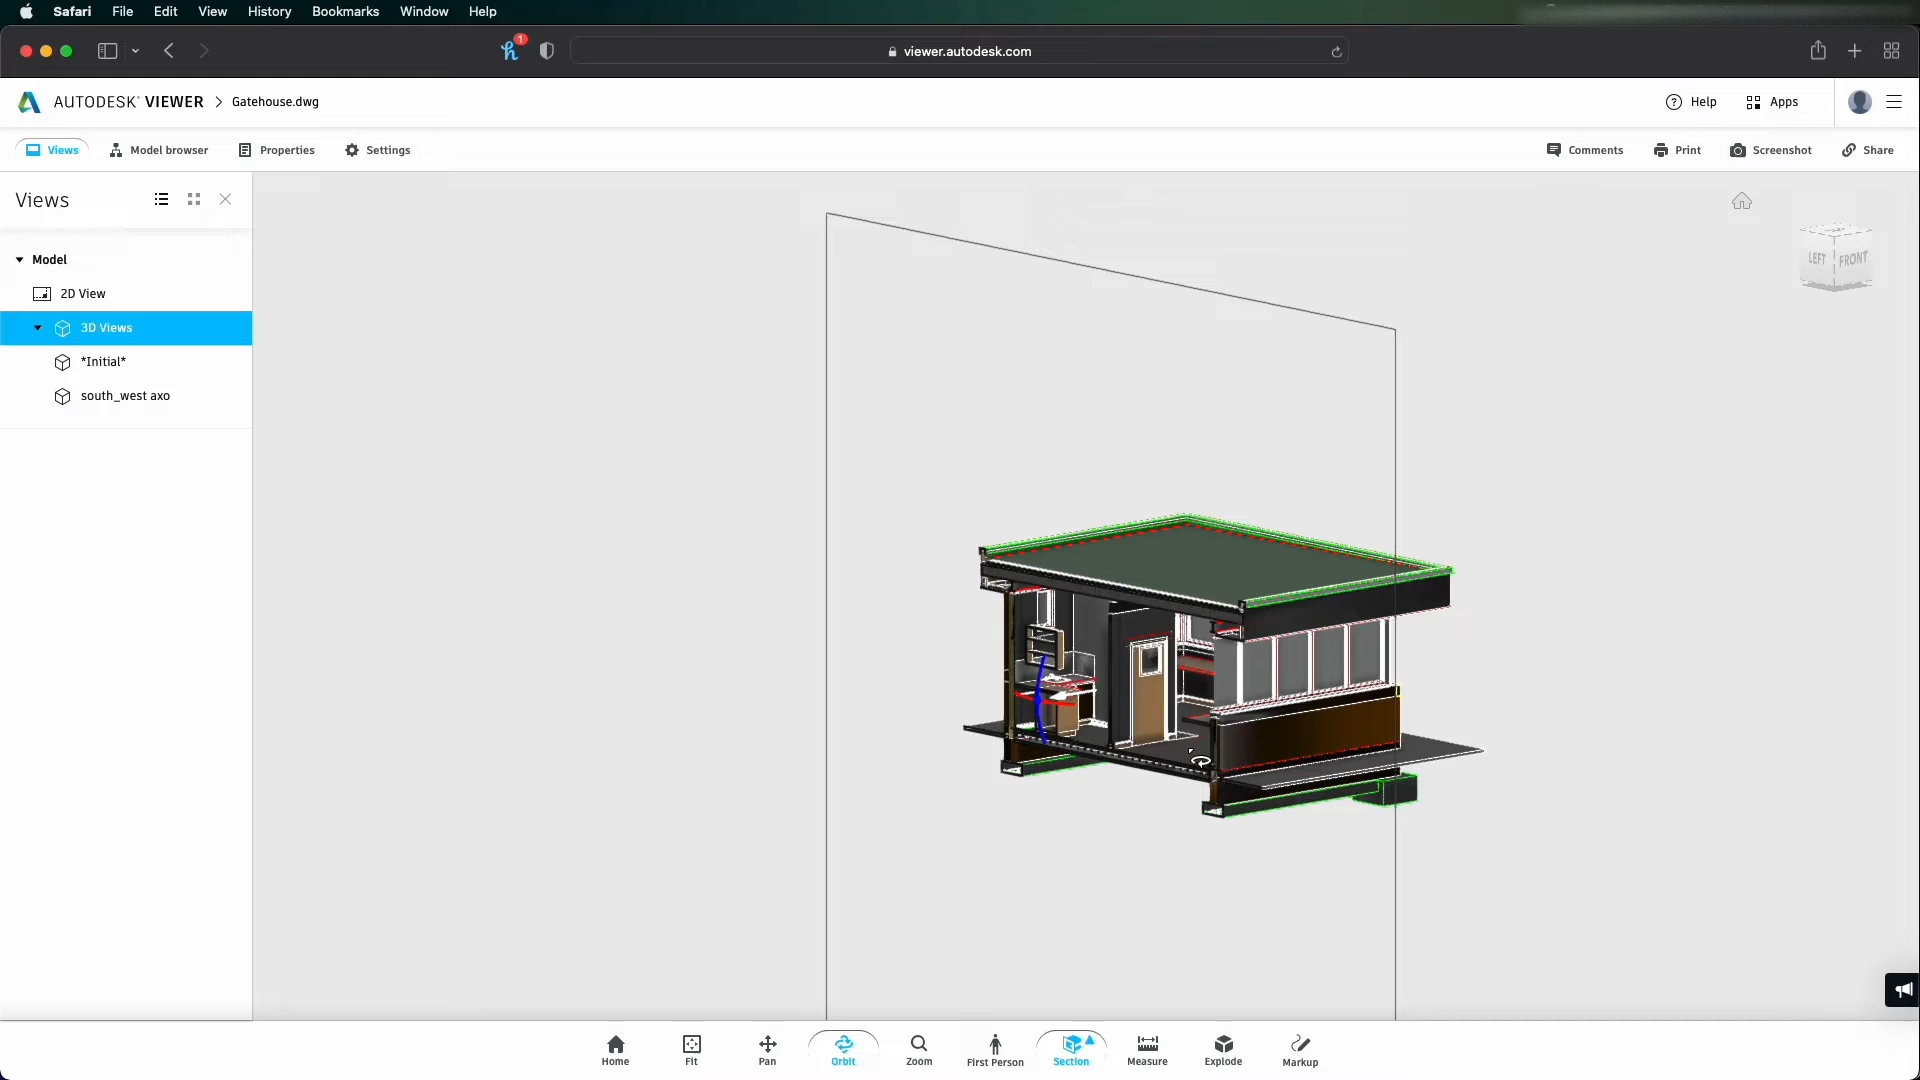 Safari File Edit View History Bookmarks Window Help
1
viewer.autodesk.com
AUTODESK VIEWER > Gatehouse.dwg
Help Apps
Views Model browser Properties Settings
Comments Print Screenshot Share
Views
Model
2D View
3D Views
*Initial*
south_west axo
LEFT FRONT
Home Fit Pan Orbit Zoom First Person Section Measure Explode Markup